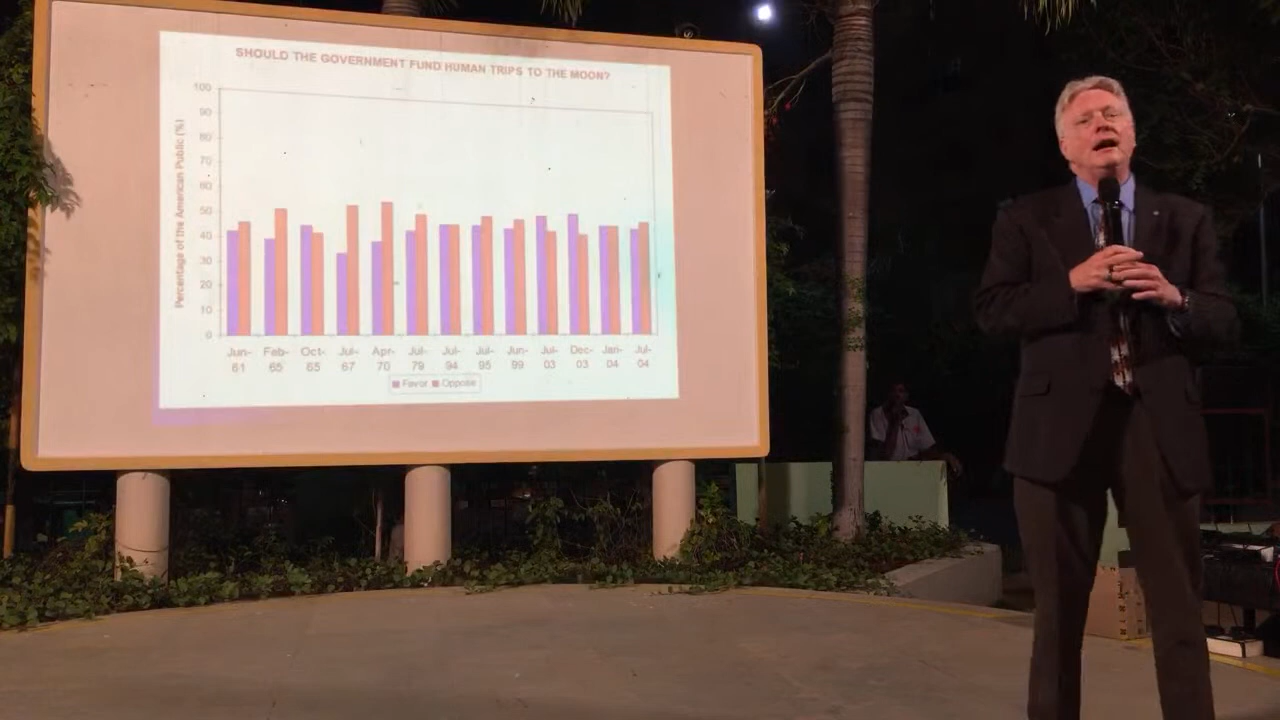 SHOULD THE GOVERNMENT FUND HUMAN TRIPS TO THE MOON?
Percentage of the American Public (%)
100
90
80
70
60
50
40
30
20
10
0
Jun-61 Feb-65 Oct-65 Jul-67 Apr-70 Jul-79 Jul-94 Jul-95 Jun-99 Jul-03 Dec-03 Jan-04 Jul-04
Favor Oppose